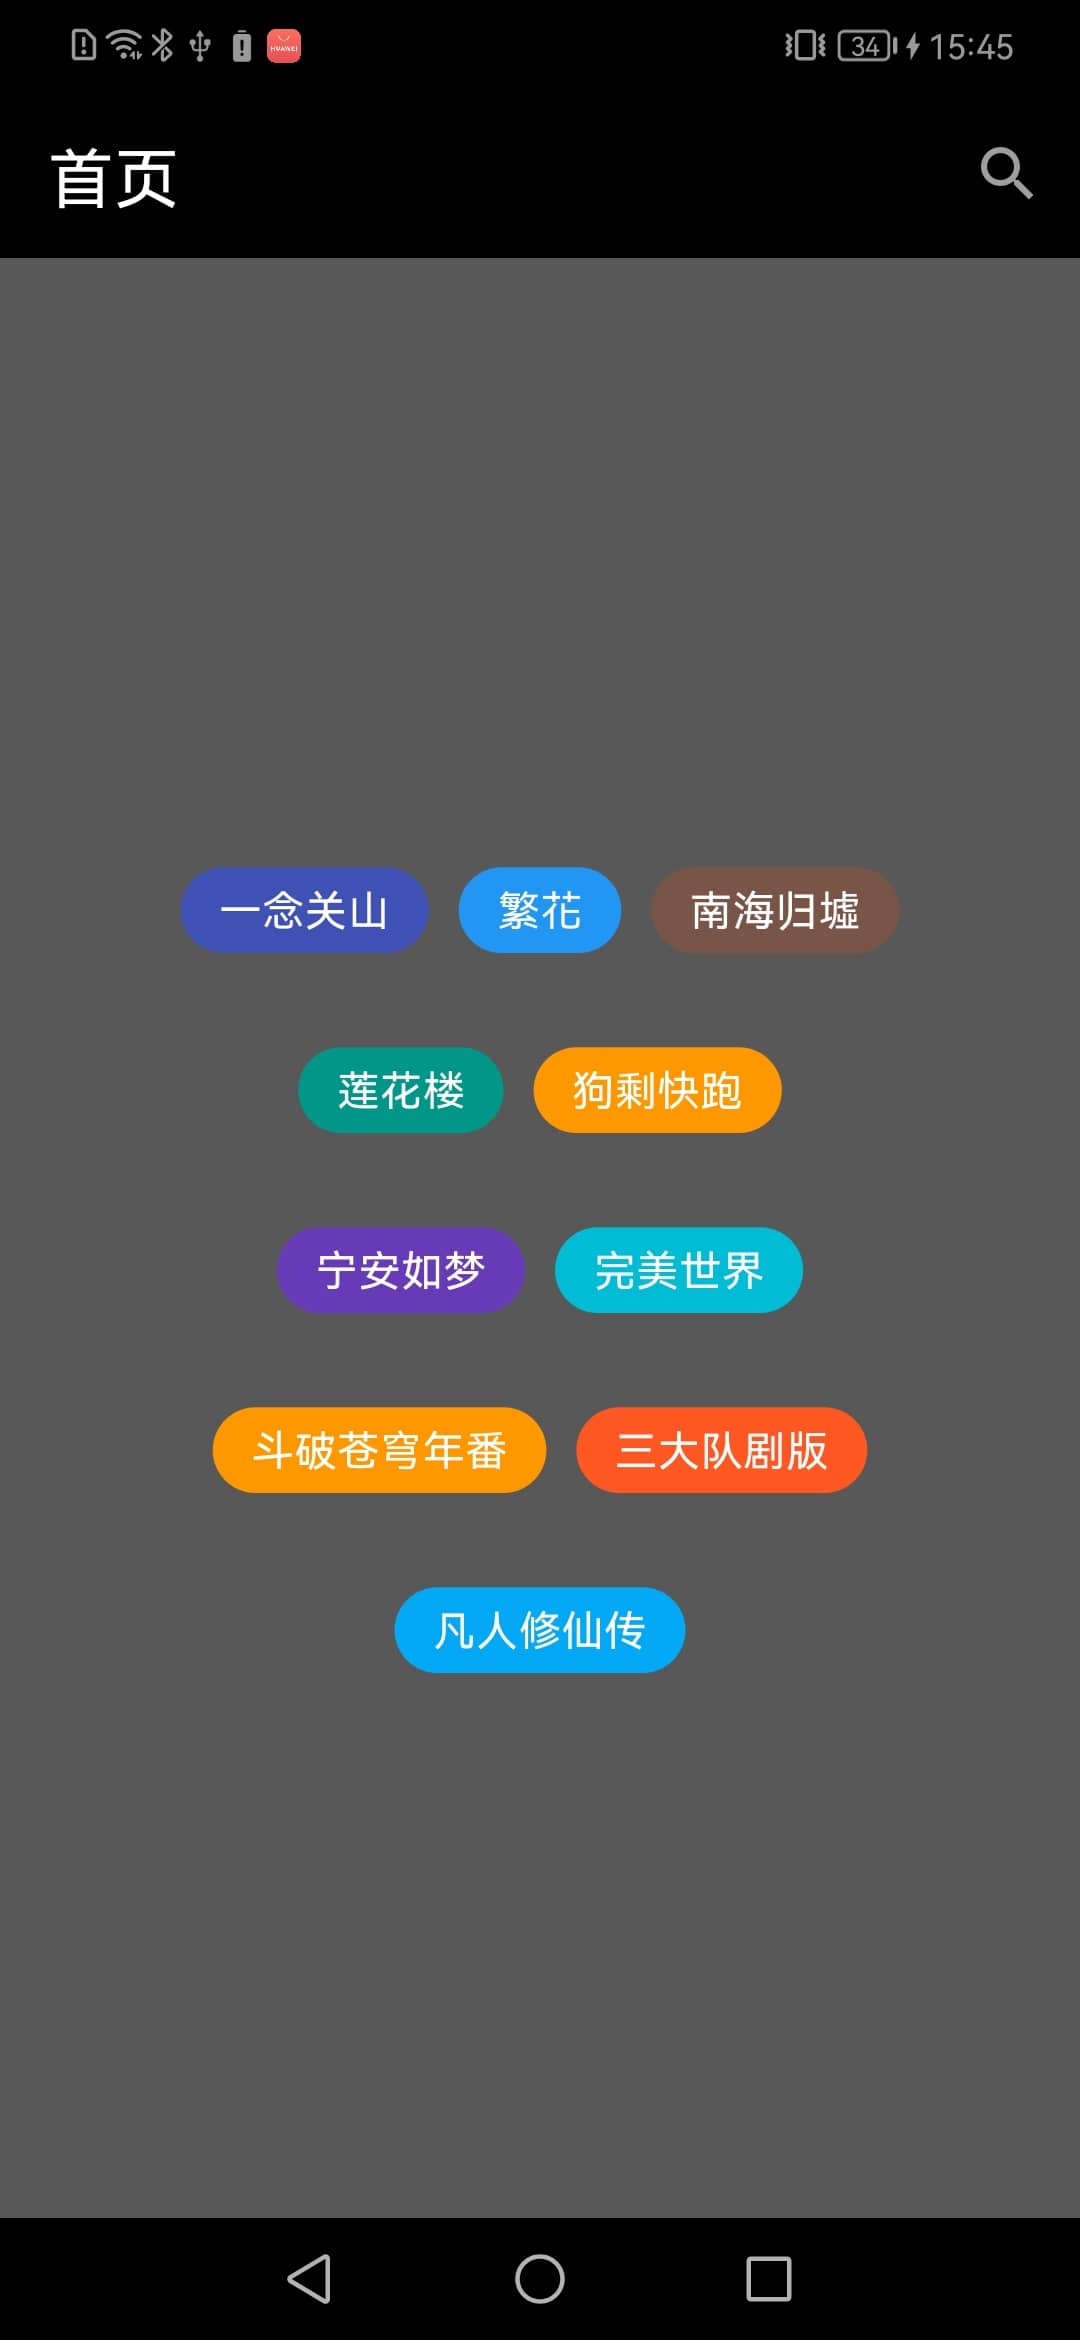 34 15:45
首页
一念关山 繁花 南海归墟
莲花楼 狗剩快跑
宁安如梦 完美世界
斗破苍穹年番 三大队剧版
凡人修仙传